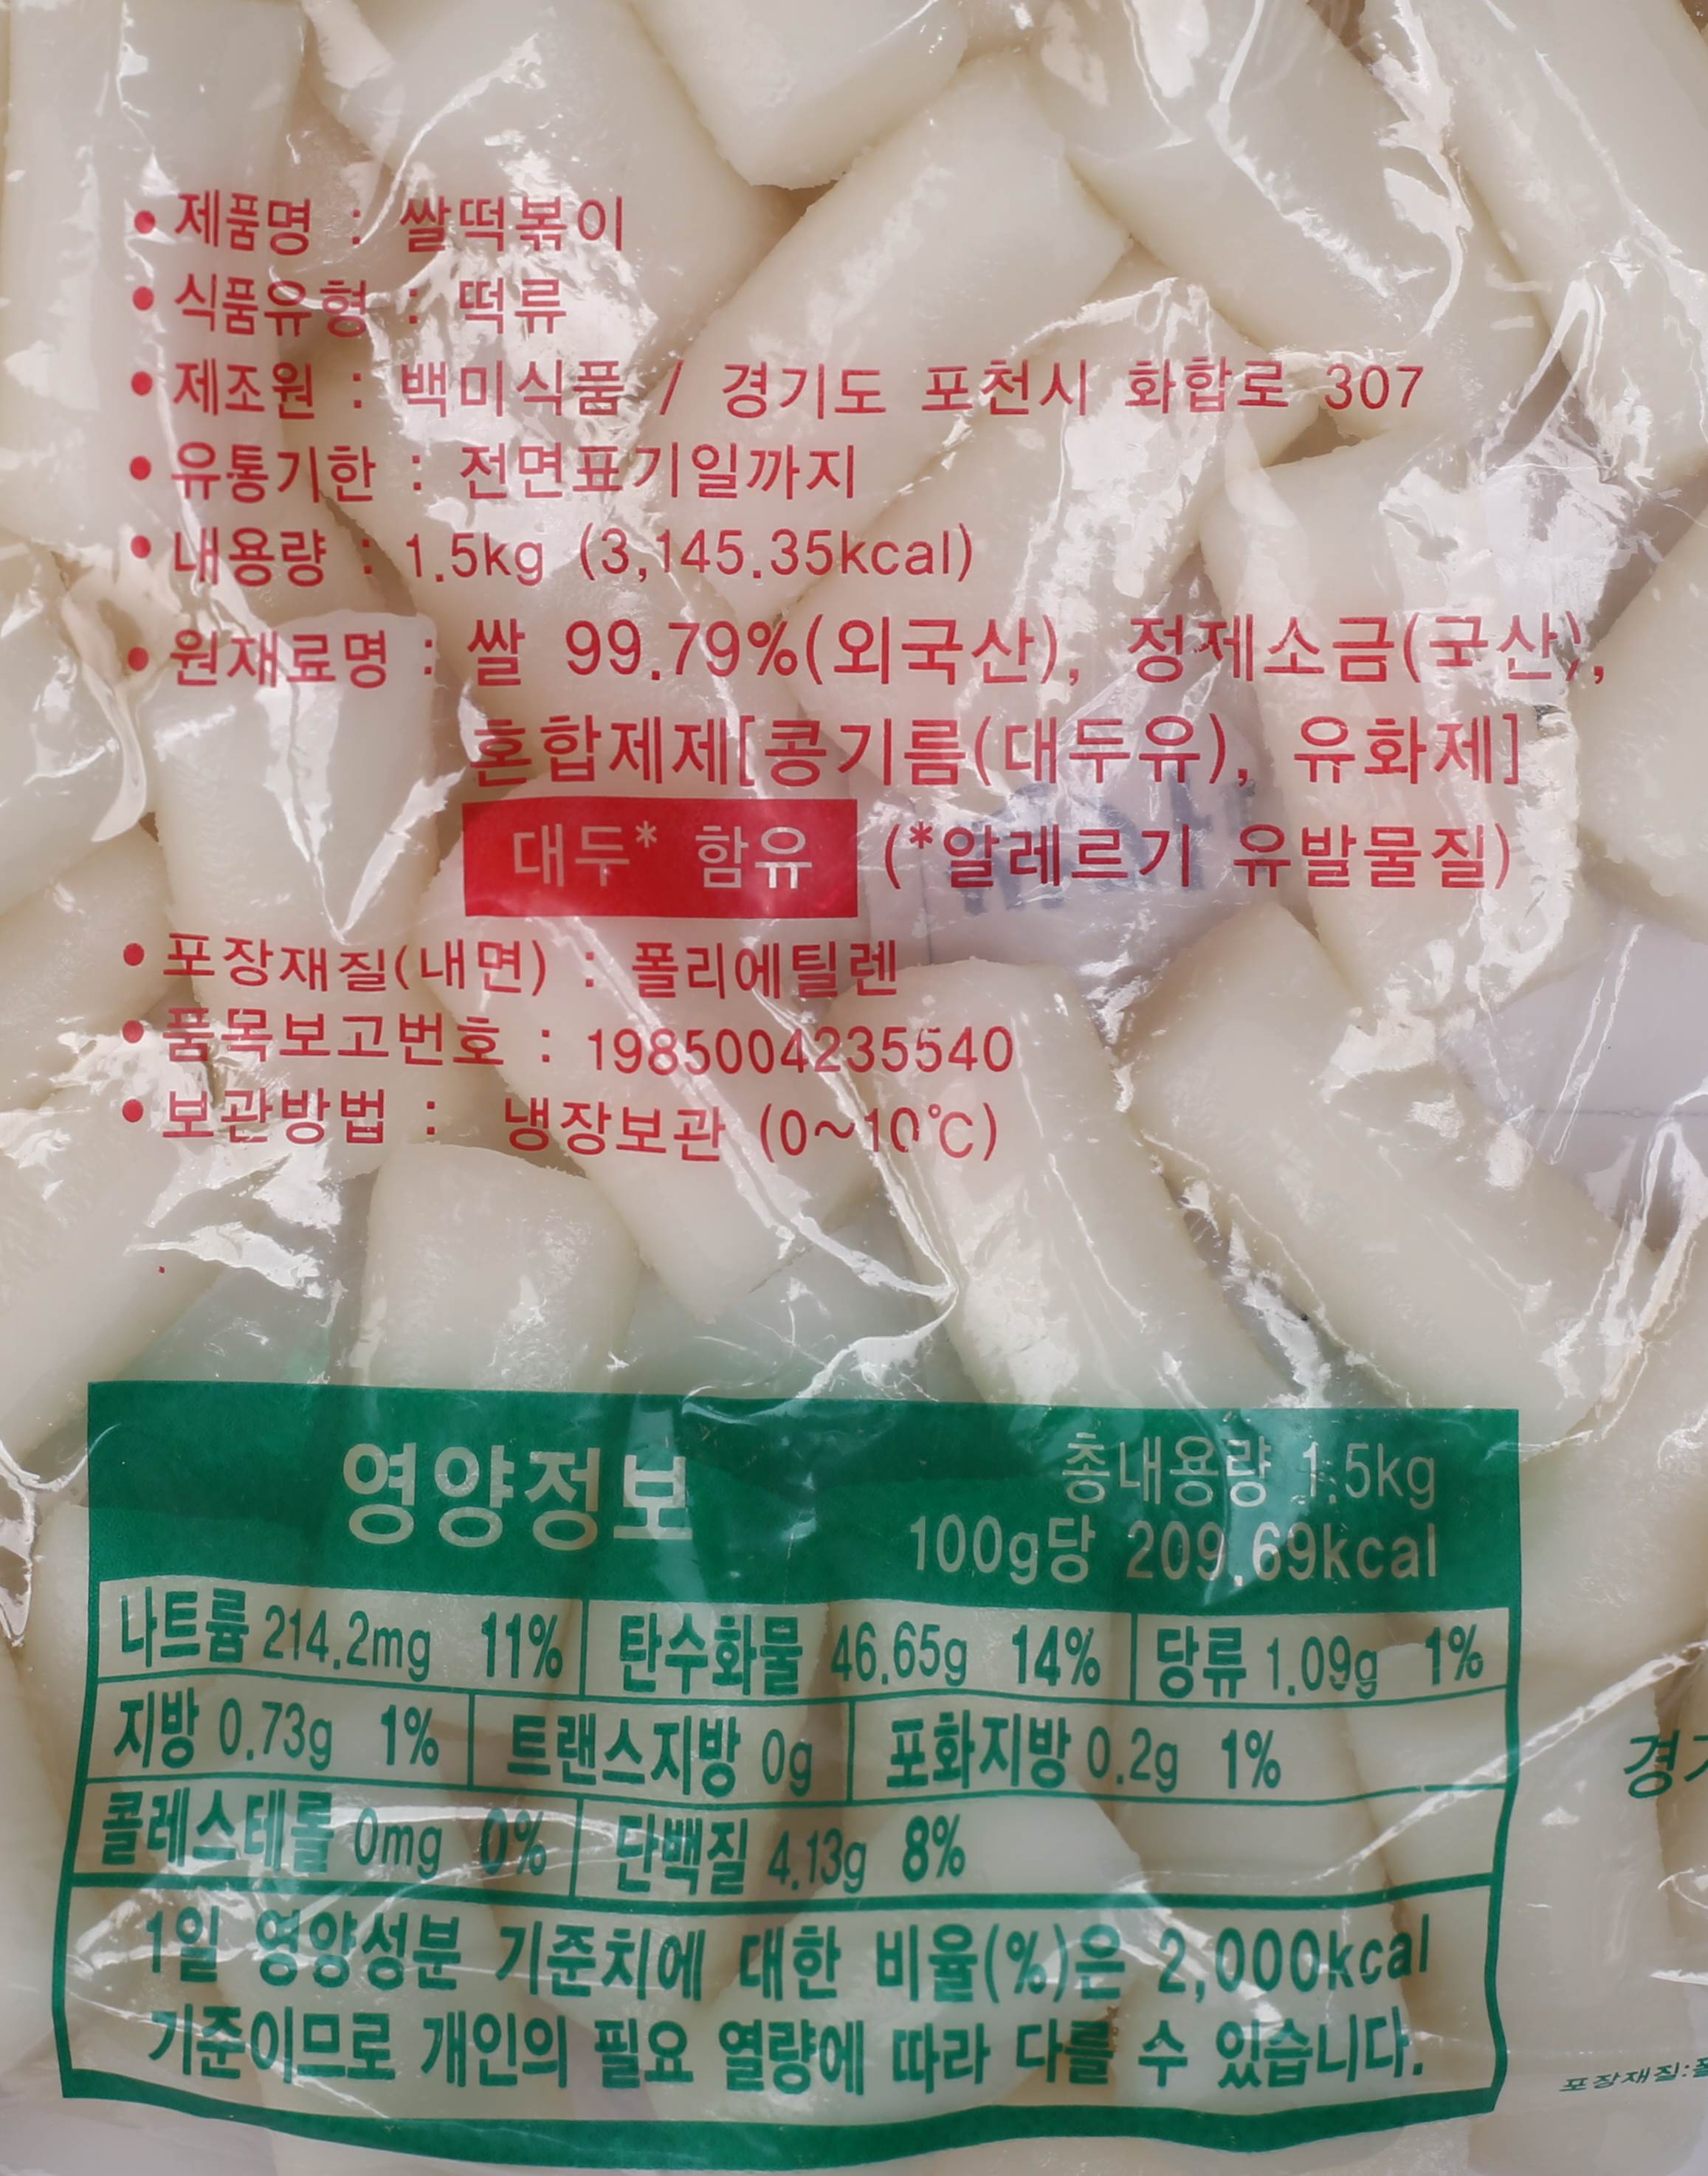 • 제품명 : 쌀떡볶이
• 식품유형 : 떡류
• 제조원 : 백미식품 / 경기도 포천시 화합로 307
• 유통기한 : 전면표기일까지
• 내용량 : 1.5kg (3,145.35kcal)
• 원재료명 : 쌀 99.79%(외국산), 정제소금(국산),
혼합제제[콩기름(대두유), 유화제]
대두* 함유 (*알레르기 유발물질)
• 포장재질(내면) : 폴리에틸렌
• 품목보고번호 : 1985004235540
• 보관방법 : 냉장보관 (0~10℃)
영양정보
총내용량 1.5kg
100g당 209.69kcal
나트륨 214.2mg 11% 탄수화물 46.65g 14% 당류 1.09g 1%
지방 0.73g 1% 트랜스지방 0g 포화지방 0.2g 1%
콜레스테롤 0mg 0% 단백질 4.13g 8%
1일 영양성분 기준치에 대한 비율(%)은 2,000kcal
기준이므로 개인의 필요 열량에 따라 다를 수 있습니다.
포장재질: